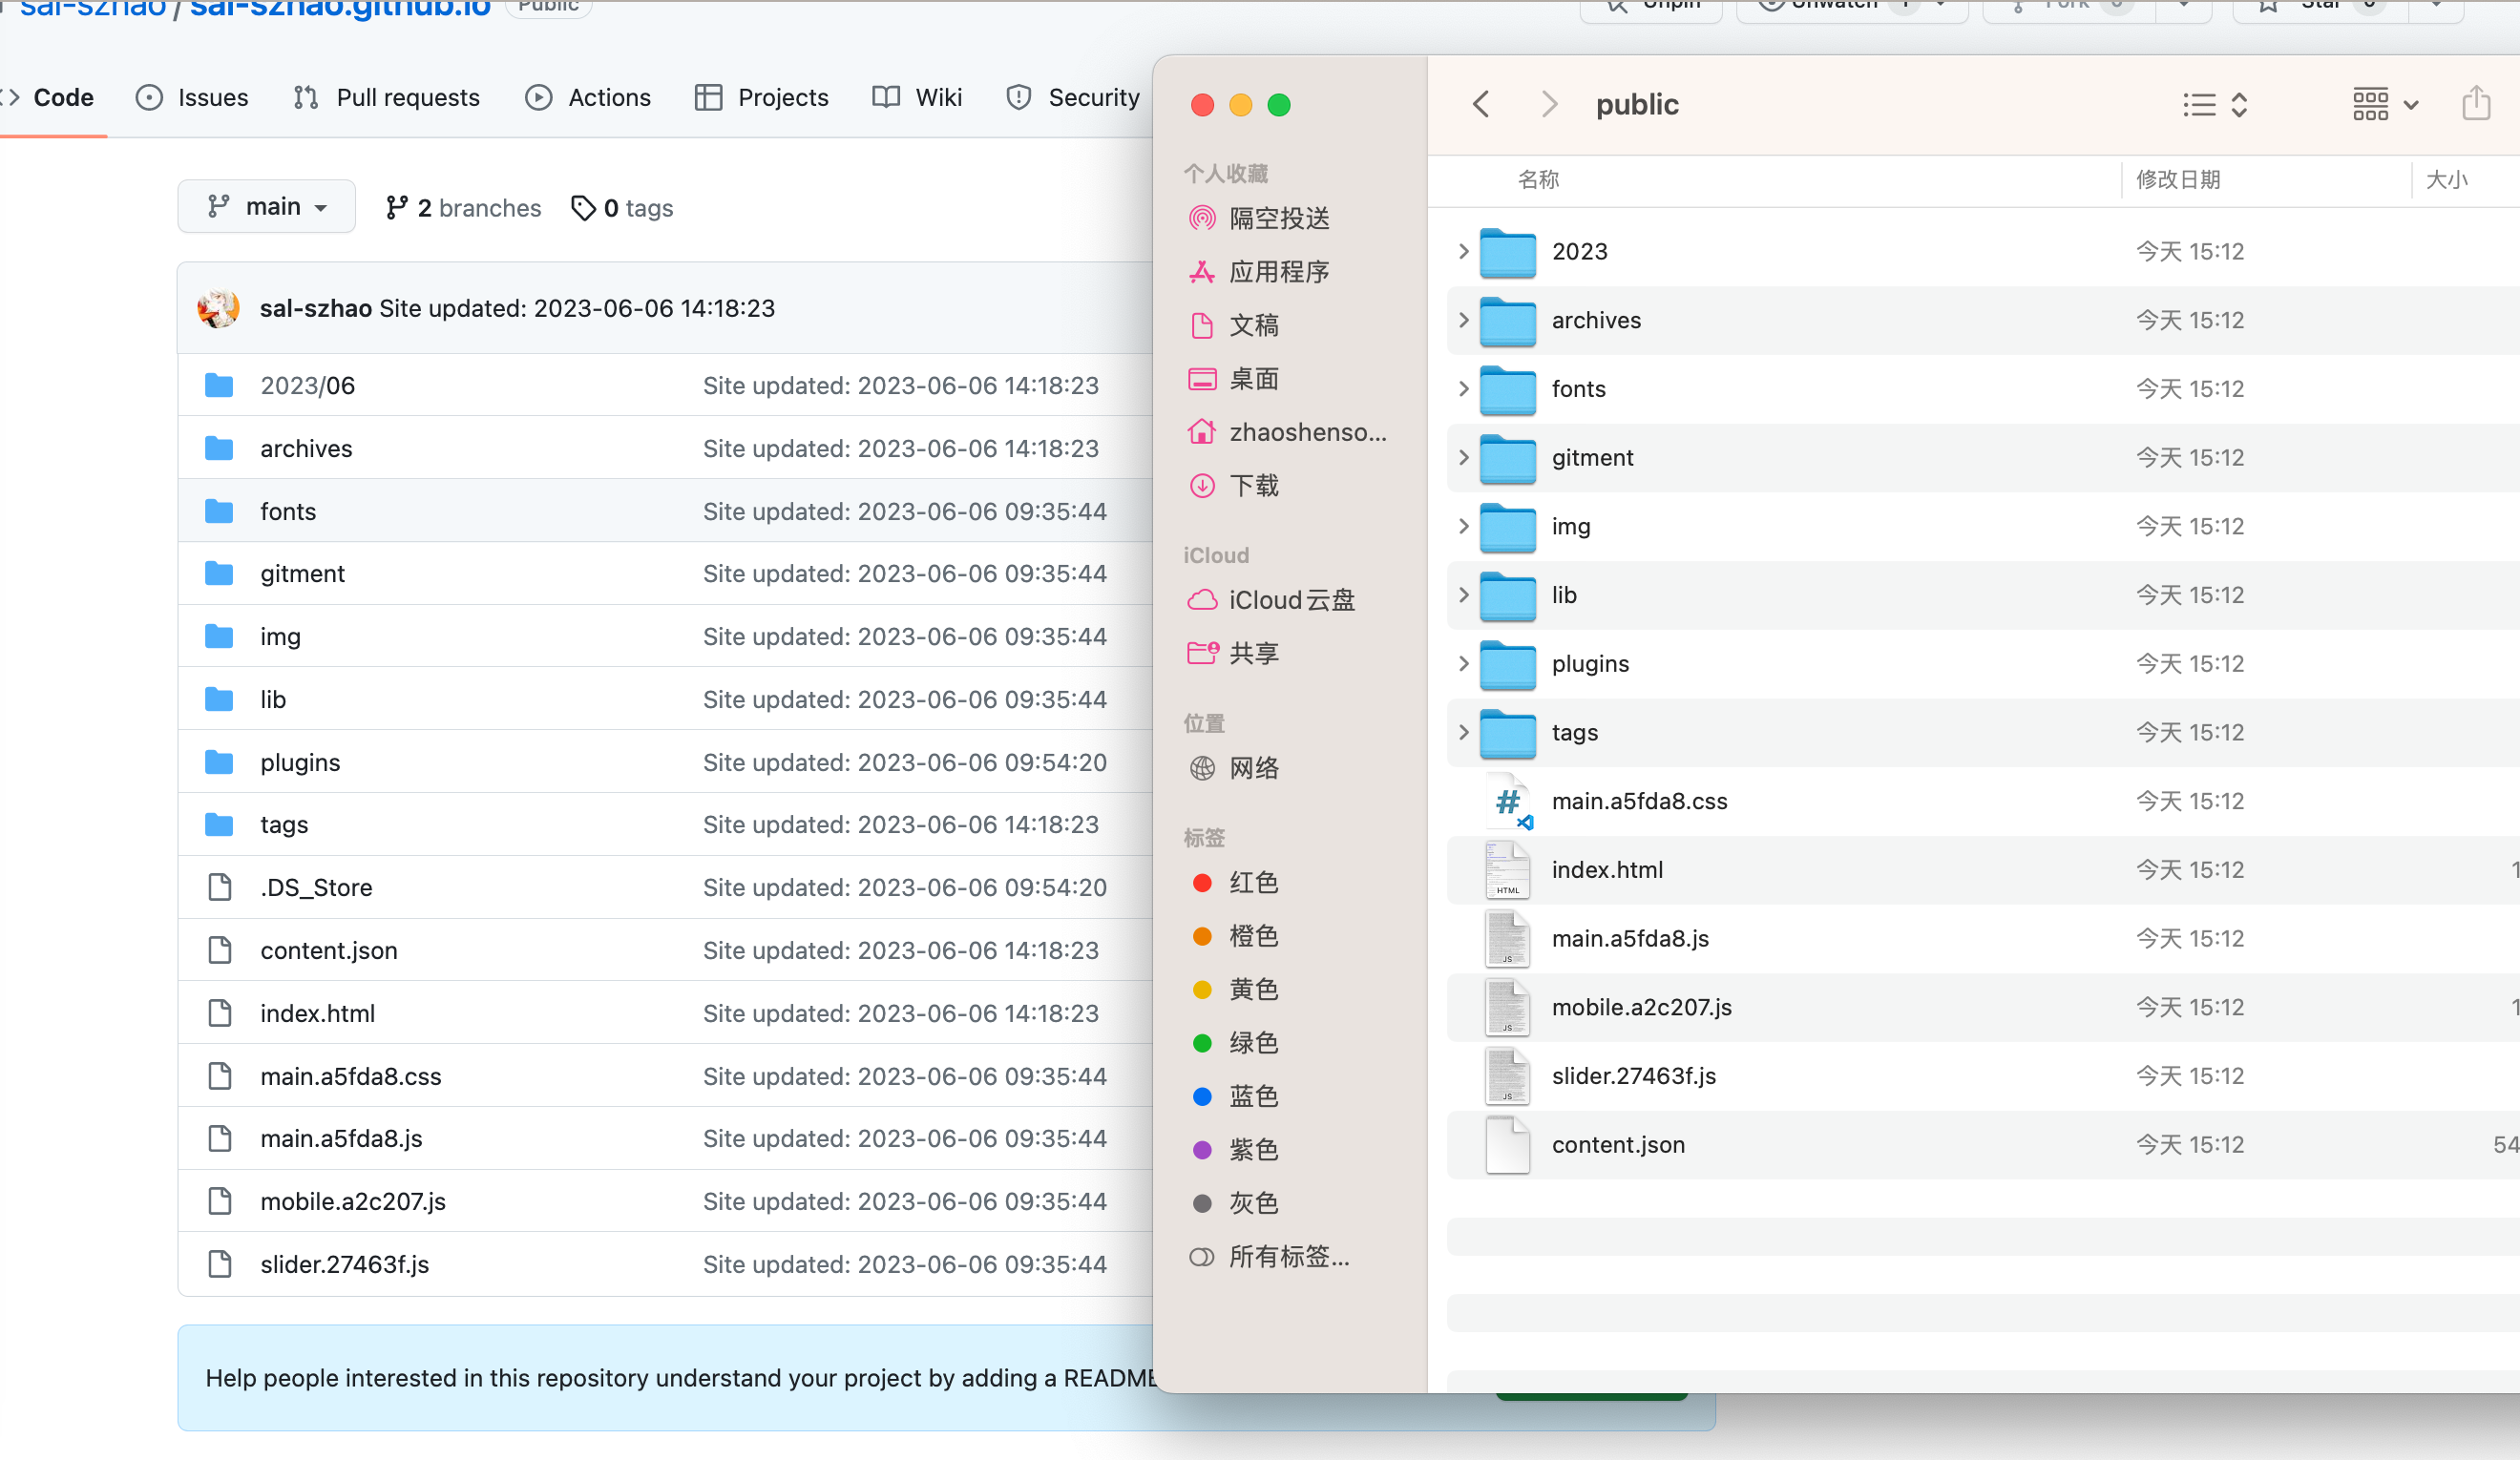 sal-szhao / sal-szhao.github.io Public
Unpin Unwatch 1 Fork 0 Star 0
Code Issues Pull requests Actions Projects Wiki Security
main 2 branches 0 tags
sal-szhao Site updated: 2023-06-06 14:18:23
2023/06 Site updated: 2023-06-06 14:18:23
archives Site updated: 2023-06-06 14:18:23
fonts Site updated: 2023-06-06 09:35:44
gitment Site updated: 2023-06-06 09:35:44
img Site updated: 2023-06-06 09:35:44
lib Site updated: 2023-06-06 09:35:44
plugins Site updated: 2023-06-06 09:54:20
tags Site updated: 2023-06-06 14:18:23
.DS_Store Site updated: 2023-06-06 09:54:20
content.json Site updated: 2023-06-06 14:18:23
index.html Site updated: 2023-06-06 14:18:23
main.a5fda8.css Site updated: 2023-06-06 09:35:44
main.a5fda8.js Site updated: 2023-06-06 09:35:44
mobile.a2c207.js Site updated: 2023-06-06 09:35:44
slider.27463f.js Site updated: 2023-06-06 09:35:44
Help people interested in this repository understand your project by adding a README
个人收藏
隔空投送
应用程序
文稿
桌面
zhaoshenso...
下载
iCloud
iCloud云盘
共享
位置
网络
标签
红色
橙色
黄色
绿色
蓝色
紫色
灰色
所有标签...
public
名称 修改日期 大小
2023 今天 15:12
archives 今天 15:12
fonts 今天 15:12
gitment 今天 15:12
img 今天 15:12
lib 今天 15:12
plugins 今天 15:12
tags 今天 15:12
main.a5fda8.css 今天 15:12
index.html 今天 15:12 1
main.a5fda8.js 今天 15:12
mobile.a2c207.js 今天 15:12 1
slider.27463f.js 今天 15:12
content.json 今天 15:12 54